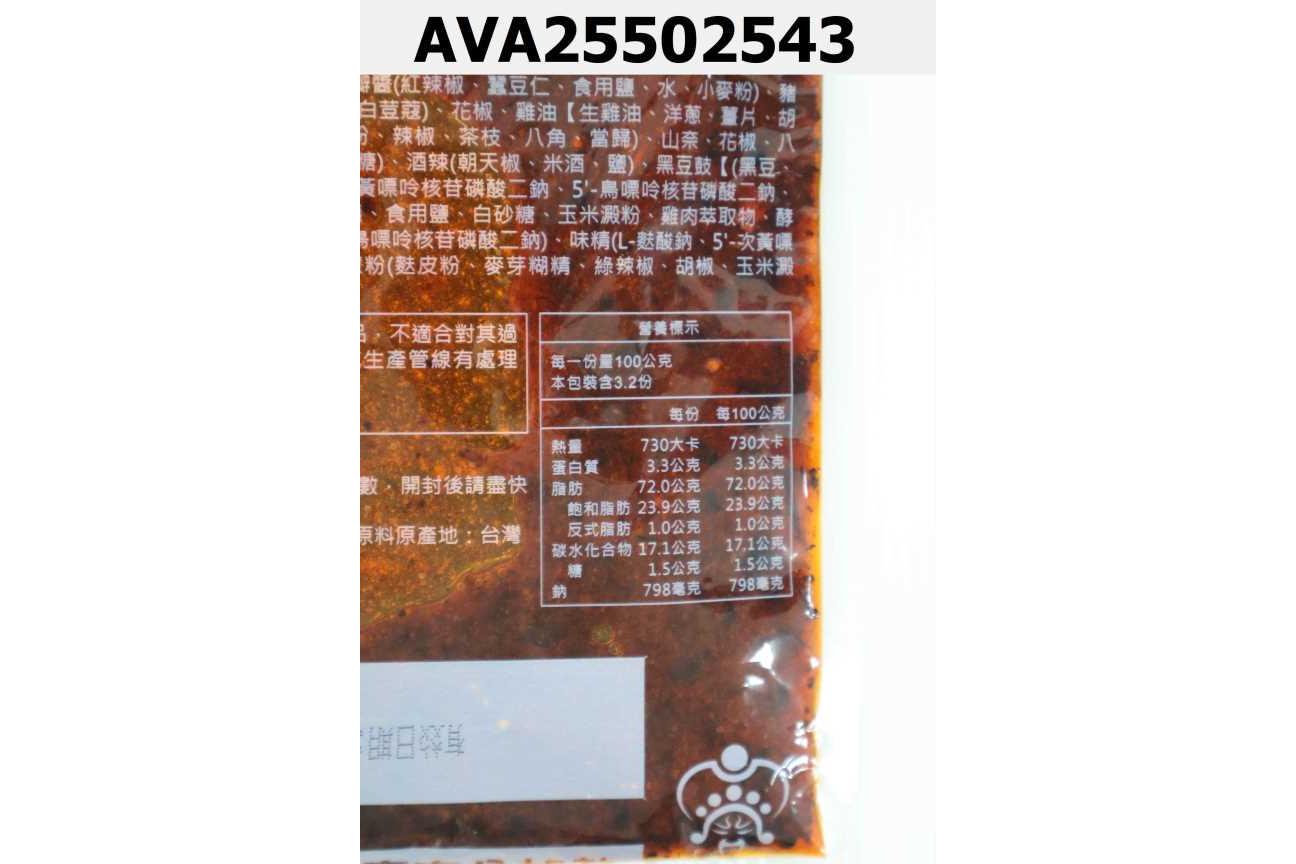 AVA25502543
醬(紅辣椒、蠶豆仁、食用鹽、水、小麥粉)、豬
白荳蔻)、花椒、雞油【生雞油、洋蔥、薑片、胡
、辣椒、茶枝、八角、當歸)、山奈、花椒、八
糖)、酒辣(朝天椒、米酒、鹽)、黑豆鼓【(黑豆、
黃嘌呤核苷磷酸二鈉、5'-鳥嘌呤核苷磷酸二鈉、
、食用鹽、白砂糖、玉米澱粉、雞肉萃取物、酵
鳥嘌呤核苷磷酸二鈉)、味精(L-麩酸鈉、5'-次黃嘌
粉(麩皮粉、麥芽糊精、綠辣椒、胡椒、玉米澱
品，不適合對其過
生產管線有處理
數，開封後請盡快
原料原產地：台灣
營養標示
每一份量100公克
本包裝含3.2份
每份 每100公克
熱量 730大卡 730大卡
蛋白質 3.3公克 3.3公克
脂肪 72.0公克 72.0公克
飽和脂肪 23.9公克 23.9公克
反式脂肪 1.0公克 1.0公克
碳水化合物 17.1公克 17.1公克
糖 1.5公克 1.5公克
鈉 798毫克 798毫克
有效日期